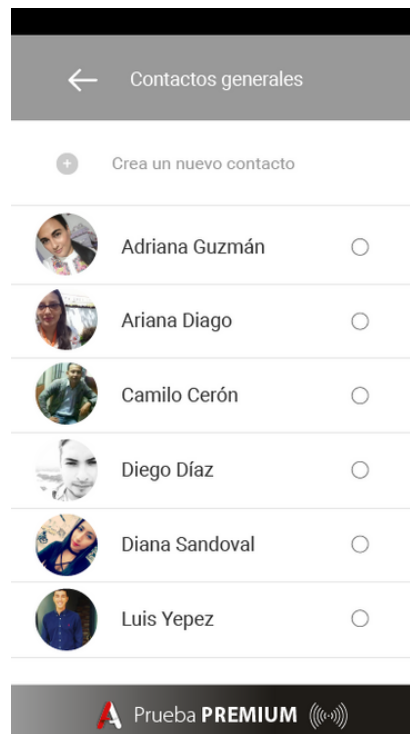 Contactos generales
Crea un nuevo contacto
Adriana Guzmán
Ariana Diago
Camilo Cerón
Diego Díaz
Diana Sandoval
Luis Yepez
Prueba PREMIUM